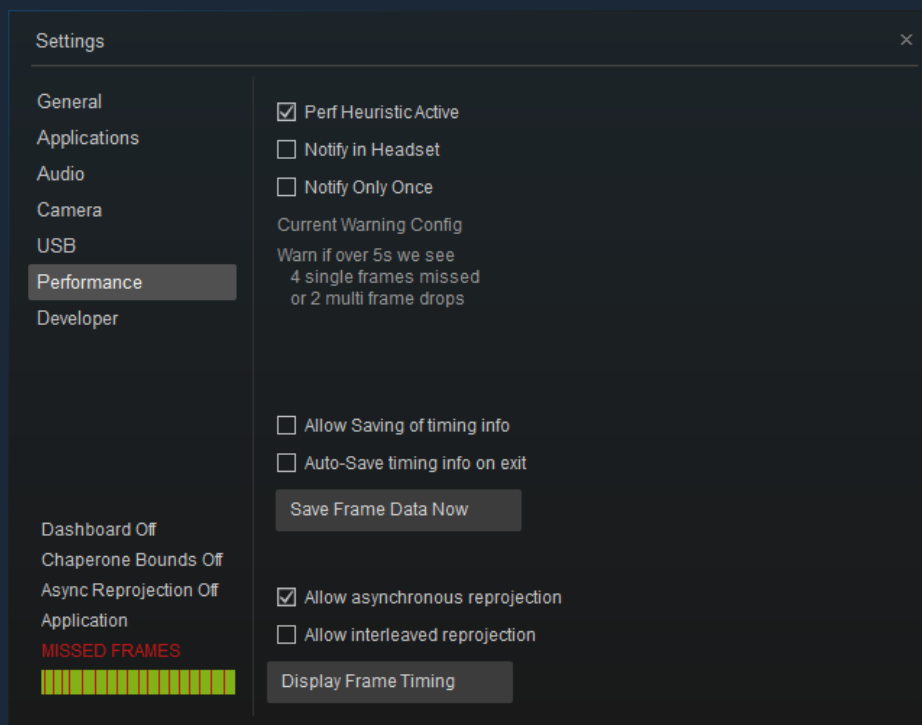 Settings
General
Applications
Audio
Camera
USB
Performance
Developer
Dashboard Off
Chaperone Bounds Off
Async Reprojection Off
Application
MISSED FRAMES
Perf Heuristic Active
Notify in Headset
Notify Only Once
Current Warning Config
Warn if over 5s we see
4 single frames missed
or 2 multi frame drops
Allow Saving of timing info
Auto-Save timing info on exit
Save Frame Data Now
Allow asynchronous reprojection
Allow interleaved reprojection
Display Frame Timing